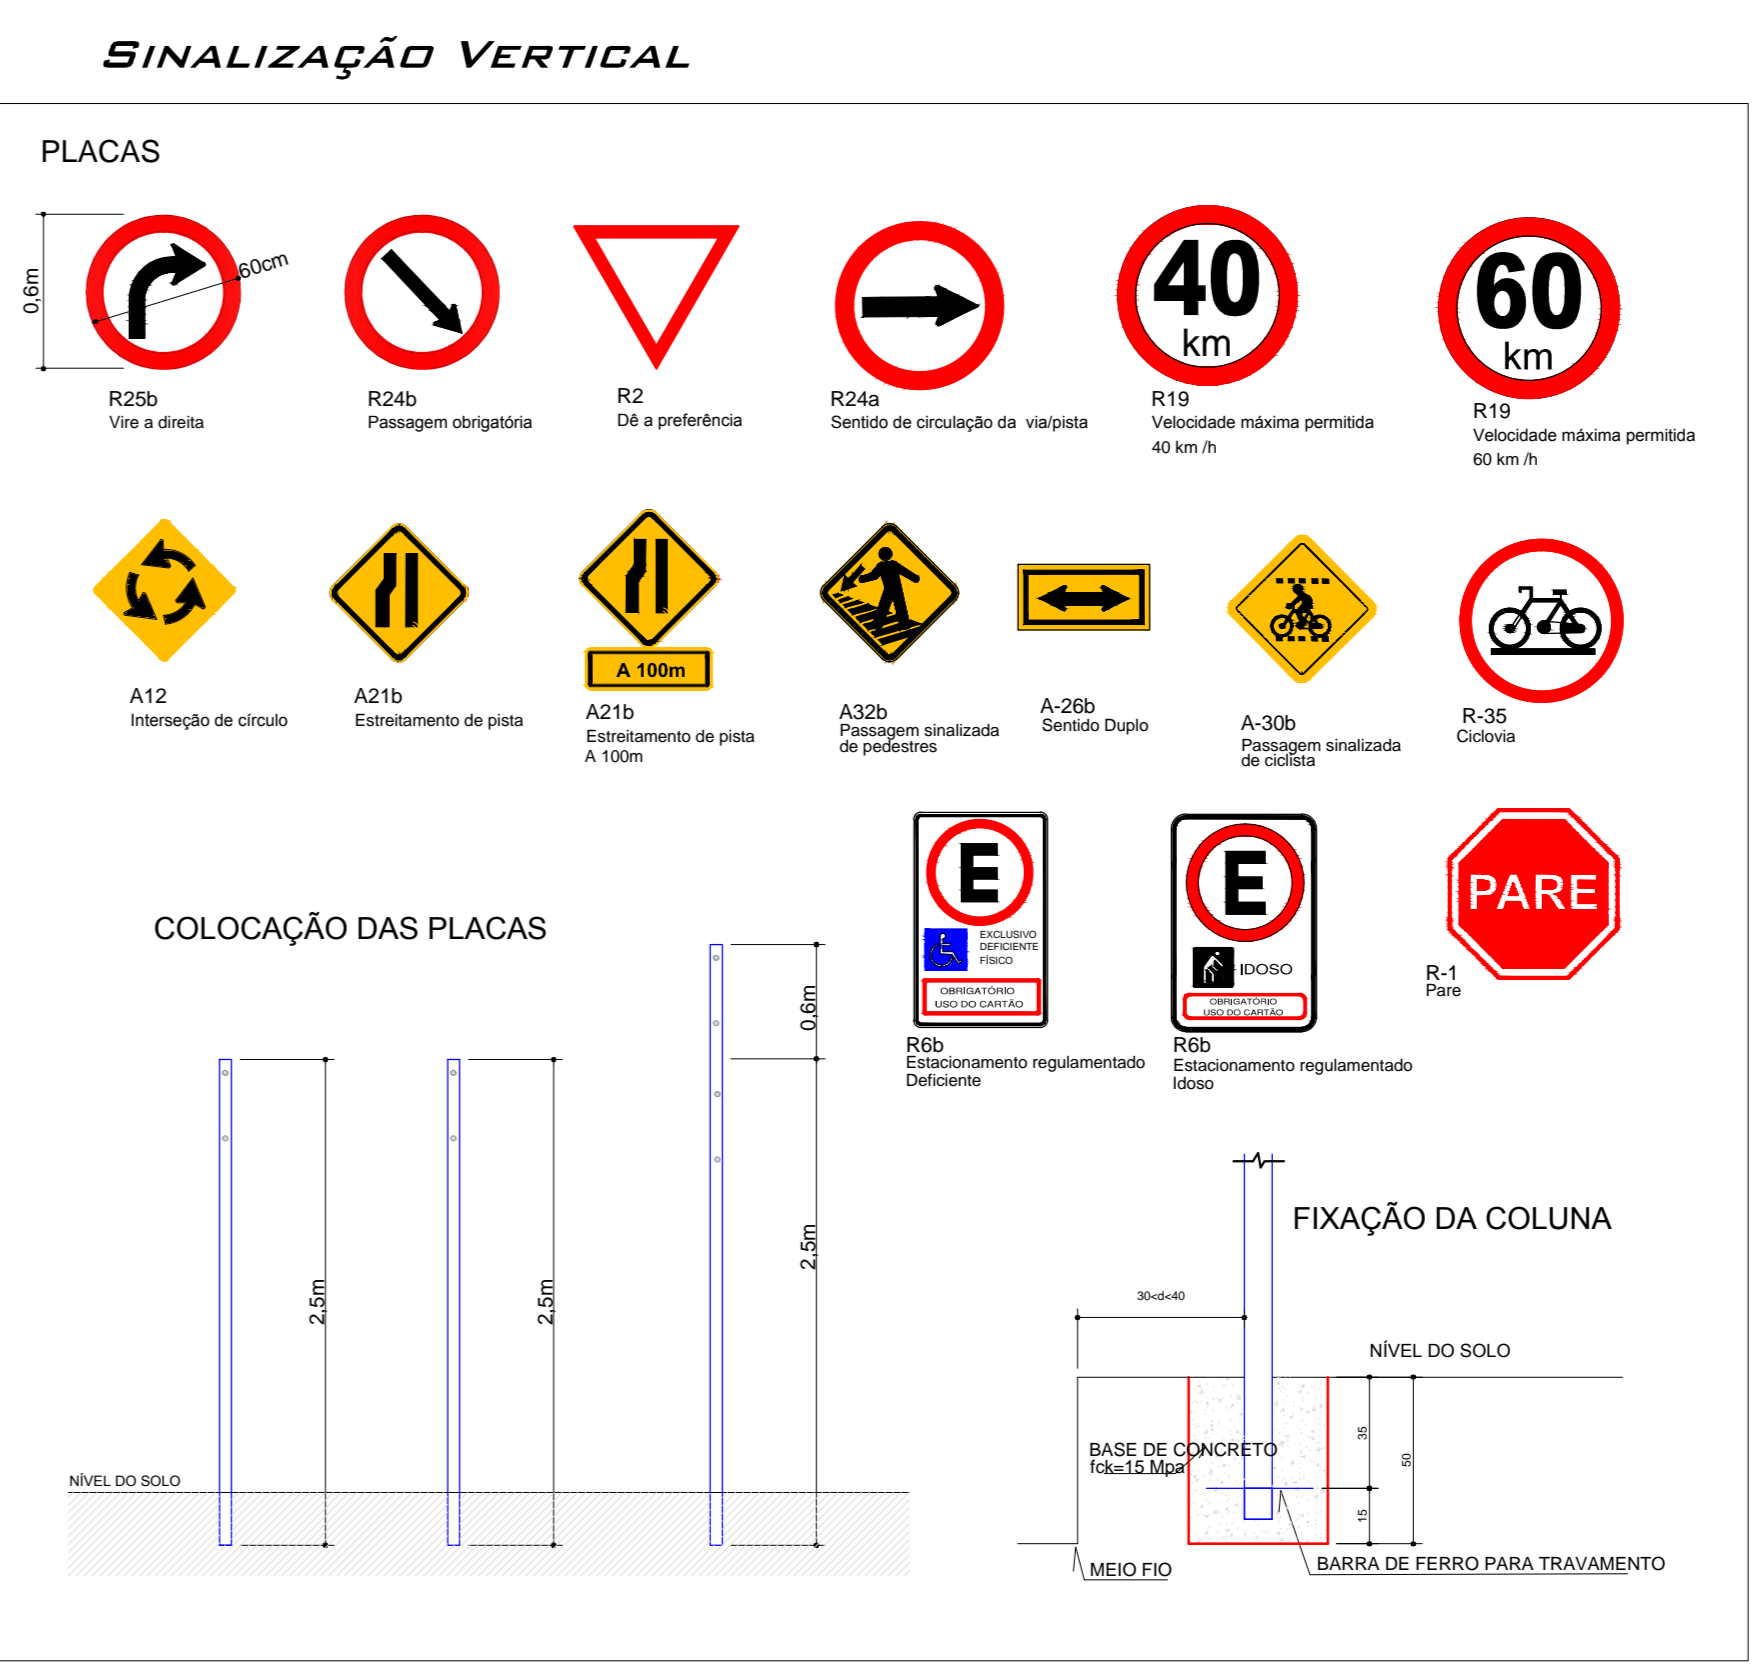 SINALIZAÇÃO VERTICAL
PLACAS
0,6m
60cm
R25b
Vire a direita
R24b
Passagem obrigatória
R2
Dê a preferência
R24a
Sentido de circulação da via/pista
40
km
R19
Velocidade máxima permitida
40 km /h
60
km
R19
Velocidade máxima permitida
60 km /h
A12
Interseção de círculo
A21b
Estreitamento de pista
A 100m
A21b
Estreitamento de pista
A 100m
A32b
Passagem sinalizada
de pedestres
A-26b
Sentido Duplo
A-30b
Passagem sinalizada
de ciclista
R-35
Ciclovia
E
EXCLUSIVO
DEFICIENTE
FÍSICO
OBRIGATÓRIO
USO DO CARTÃO
R6b
Estacionamento regulamentado
Deficiente
E
IDOSO
OBRIGATÓRIO
USO DO CARTÃO
R6b
Estacionamento regulamentado
Idoso
PARE
R-1
Pare
COLOCAÇÃO DAS PLACAS
2,5m
2,5m
0,6m
2,5m
NÍVEL DO SOLO
FIXAÇÃO DA COLUNA
30<d<40
NÍVEL DO SOLO
BASE DE CONCRETO
fck=15 Mpa
35
50
15
MEIO FIO
BARRA DE FERRO PARA TRAVAMENTO